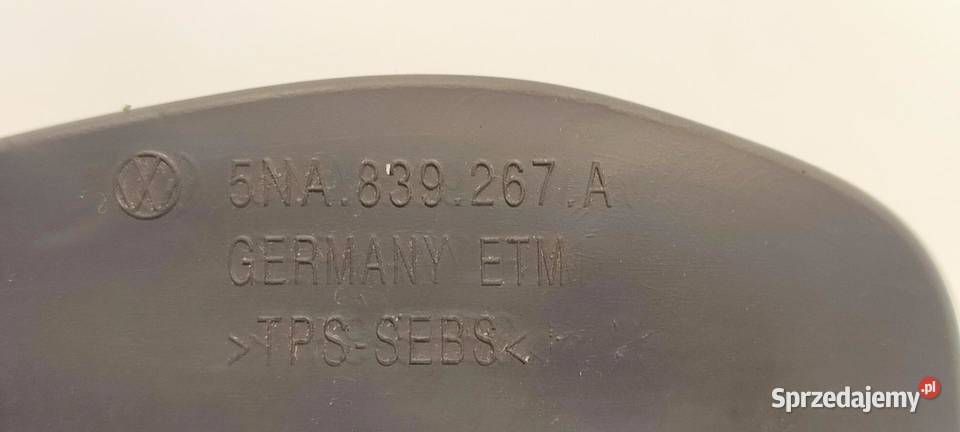 5NA.839.267.A
GERMANY ETM
>TPS-SEBS<
Sprzedajemy.pl